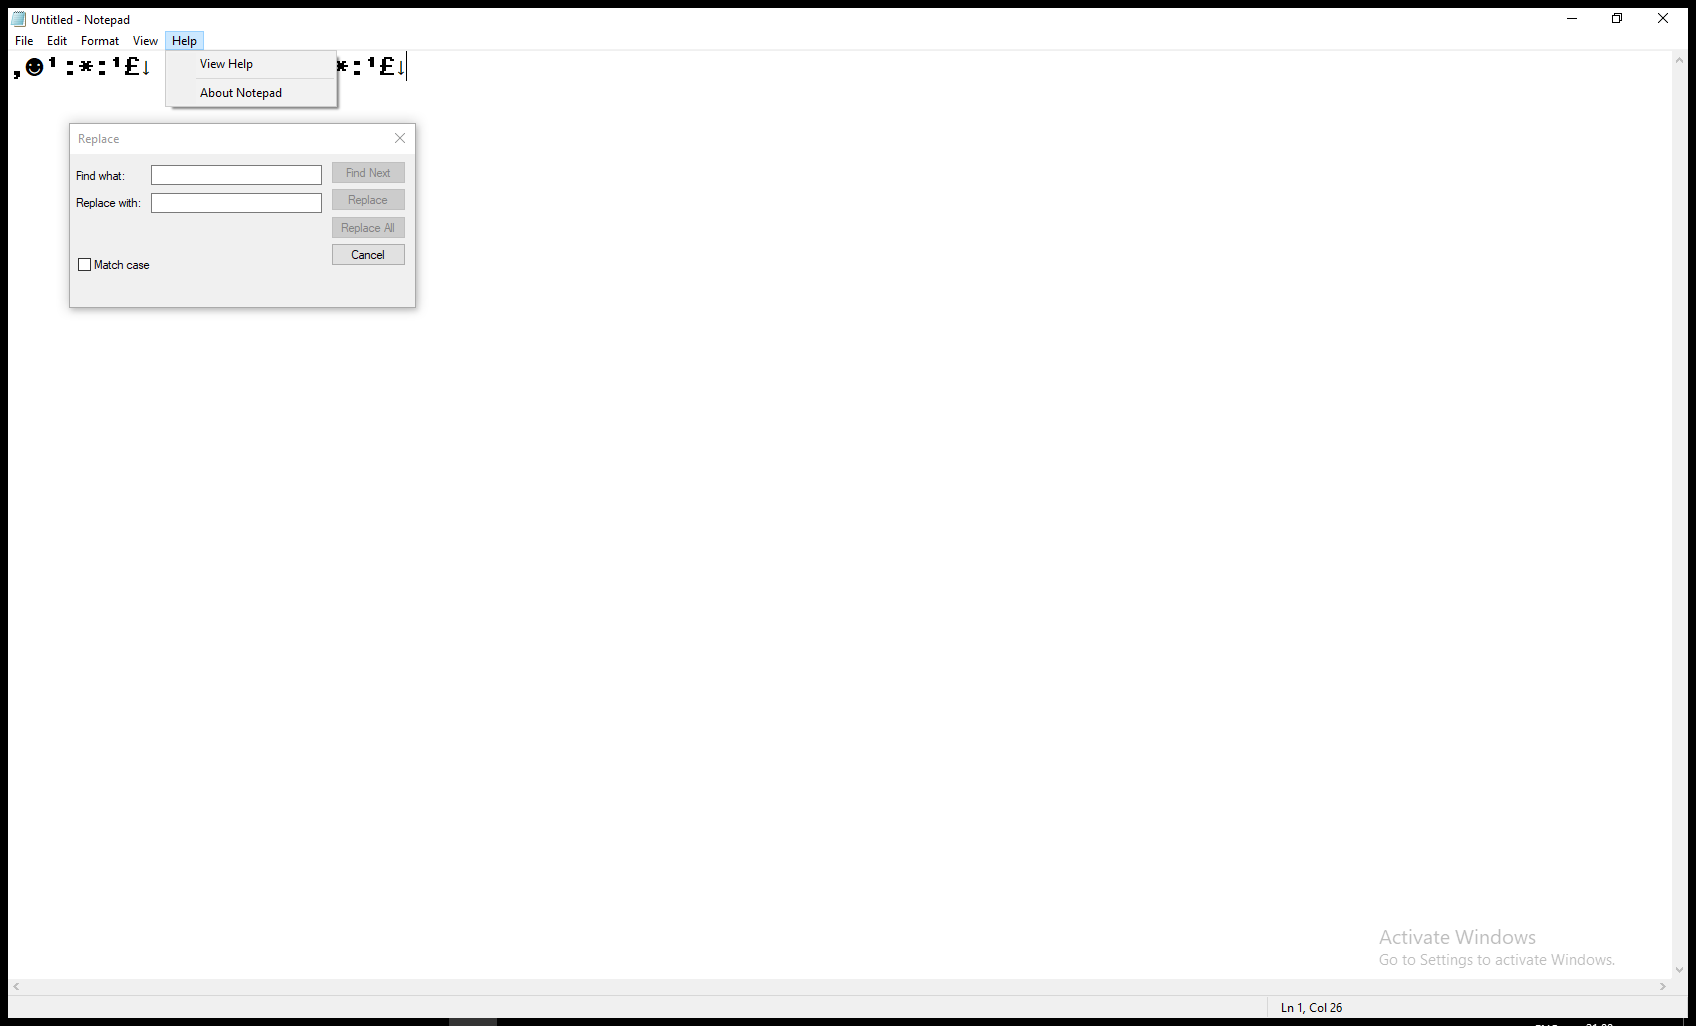 Untitled - Notepad
File Edit Format View Help
,☻¹:*:¹£↓ *:¹£↓
View Help
About Notepad
Replace
Find what:
Find Next
Replace with:
Replace
Replace All
Cancel
Match case
Activate Windows
Go to Settings to activate Windows.
Ln 1, Col 26